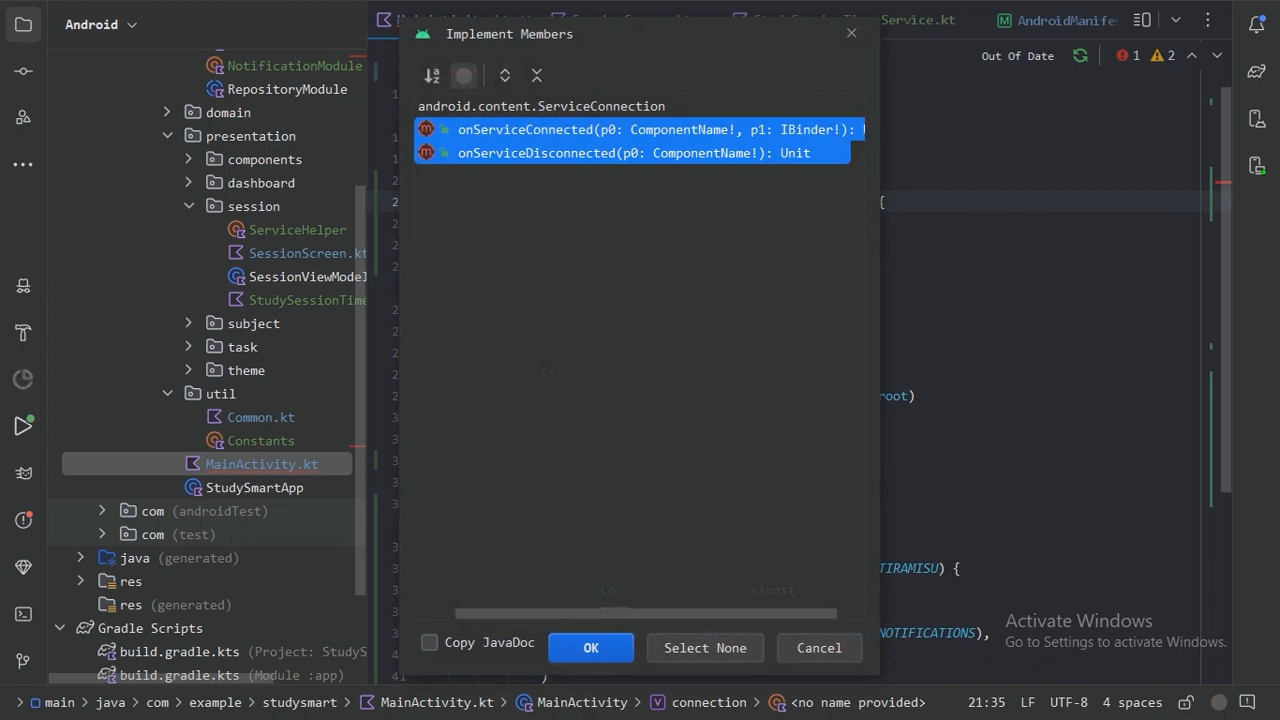 Android
Implement Members
Service.kt
AndroidManifes
Out Of Date
1
2
android.content.ServiceConnection
onServiceConnected(p0: ComponentName!, p1: IBinder!):
onServiceDisconnected(p0: ComponentName!): Unit
NotificationModule
RepositoryModule
domain
presentation
components
dashboard
session
ServiceHelper
SessionScreen.kt
SessionViewModel
StudySessionTime
subject
task
theme
util
Common.kt
Constants
MainActivity.kt
StudySmartApp
com (androidTest)
com (test)
java (generated)
res
res (generated)
Gradle Scripts
build.gradle.kts (Project: StudyS
build.gradle.kts (Module :app)
{
root)
TIRAMISU) {
NOTIFICATIONS),
41
)
sions(
Copy JavaDoc
OK
Select None
Cancel
Activate Windows
Go to Settings to activate Windows.
main
java
com
example
studysmart
MainActivity.kt
MainActivity
connection
<no name provided>
21:35
LF
UTF-8
4 spaces